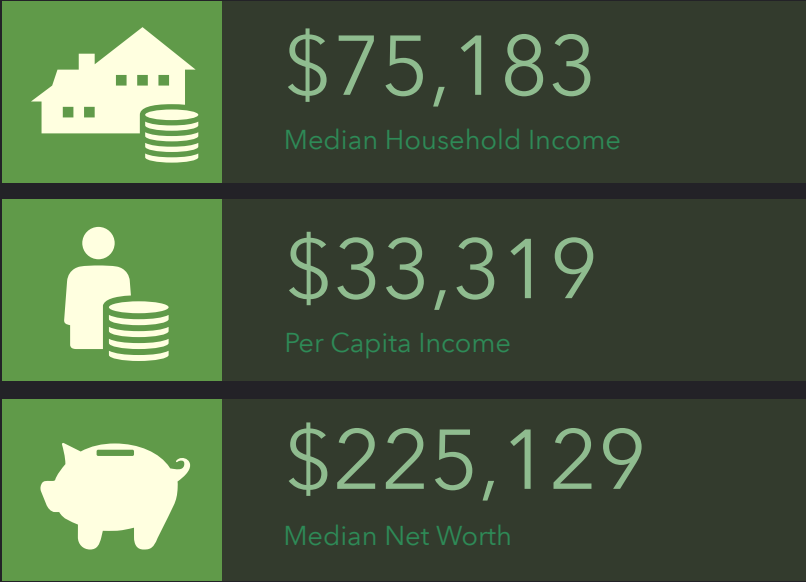 $75,183
Median Household Income
$33,319
Per Capita Income
$225,129
Median Net Worth